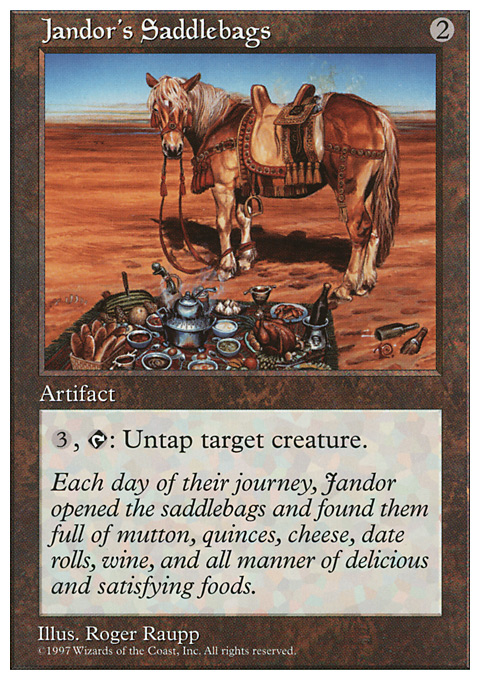 Jandor's Saddlebags 2
Artifact
3, : Untap target creature.
Each day of their journey, Jandor
opened the saddlebags and found them
full of mutton, quinces, cheese, date
rolls, wine, and all manner of delicious
and satisfying foods.
Illus. Roger Raupp
©1997 Wizards of the Coast, Inc. All rights reserved.